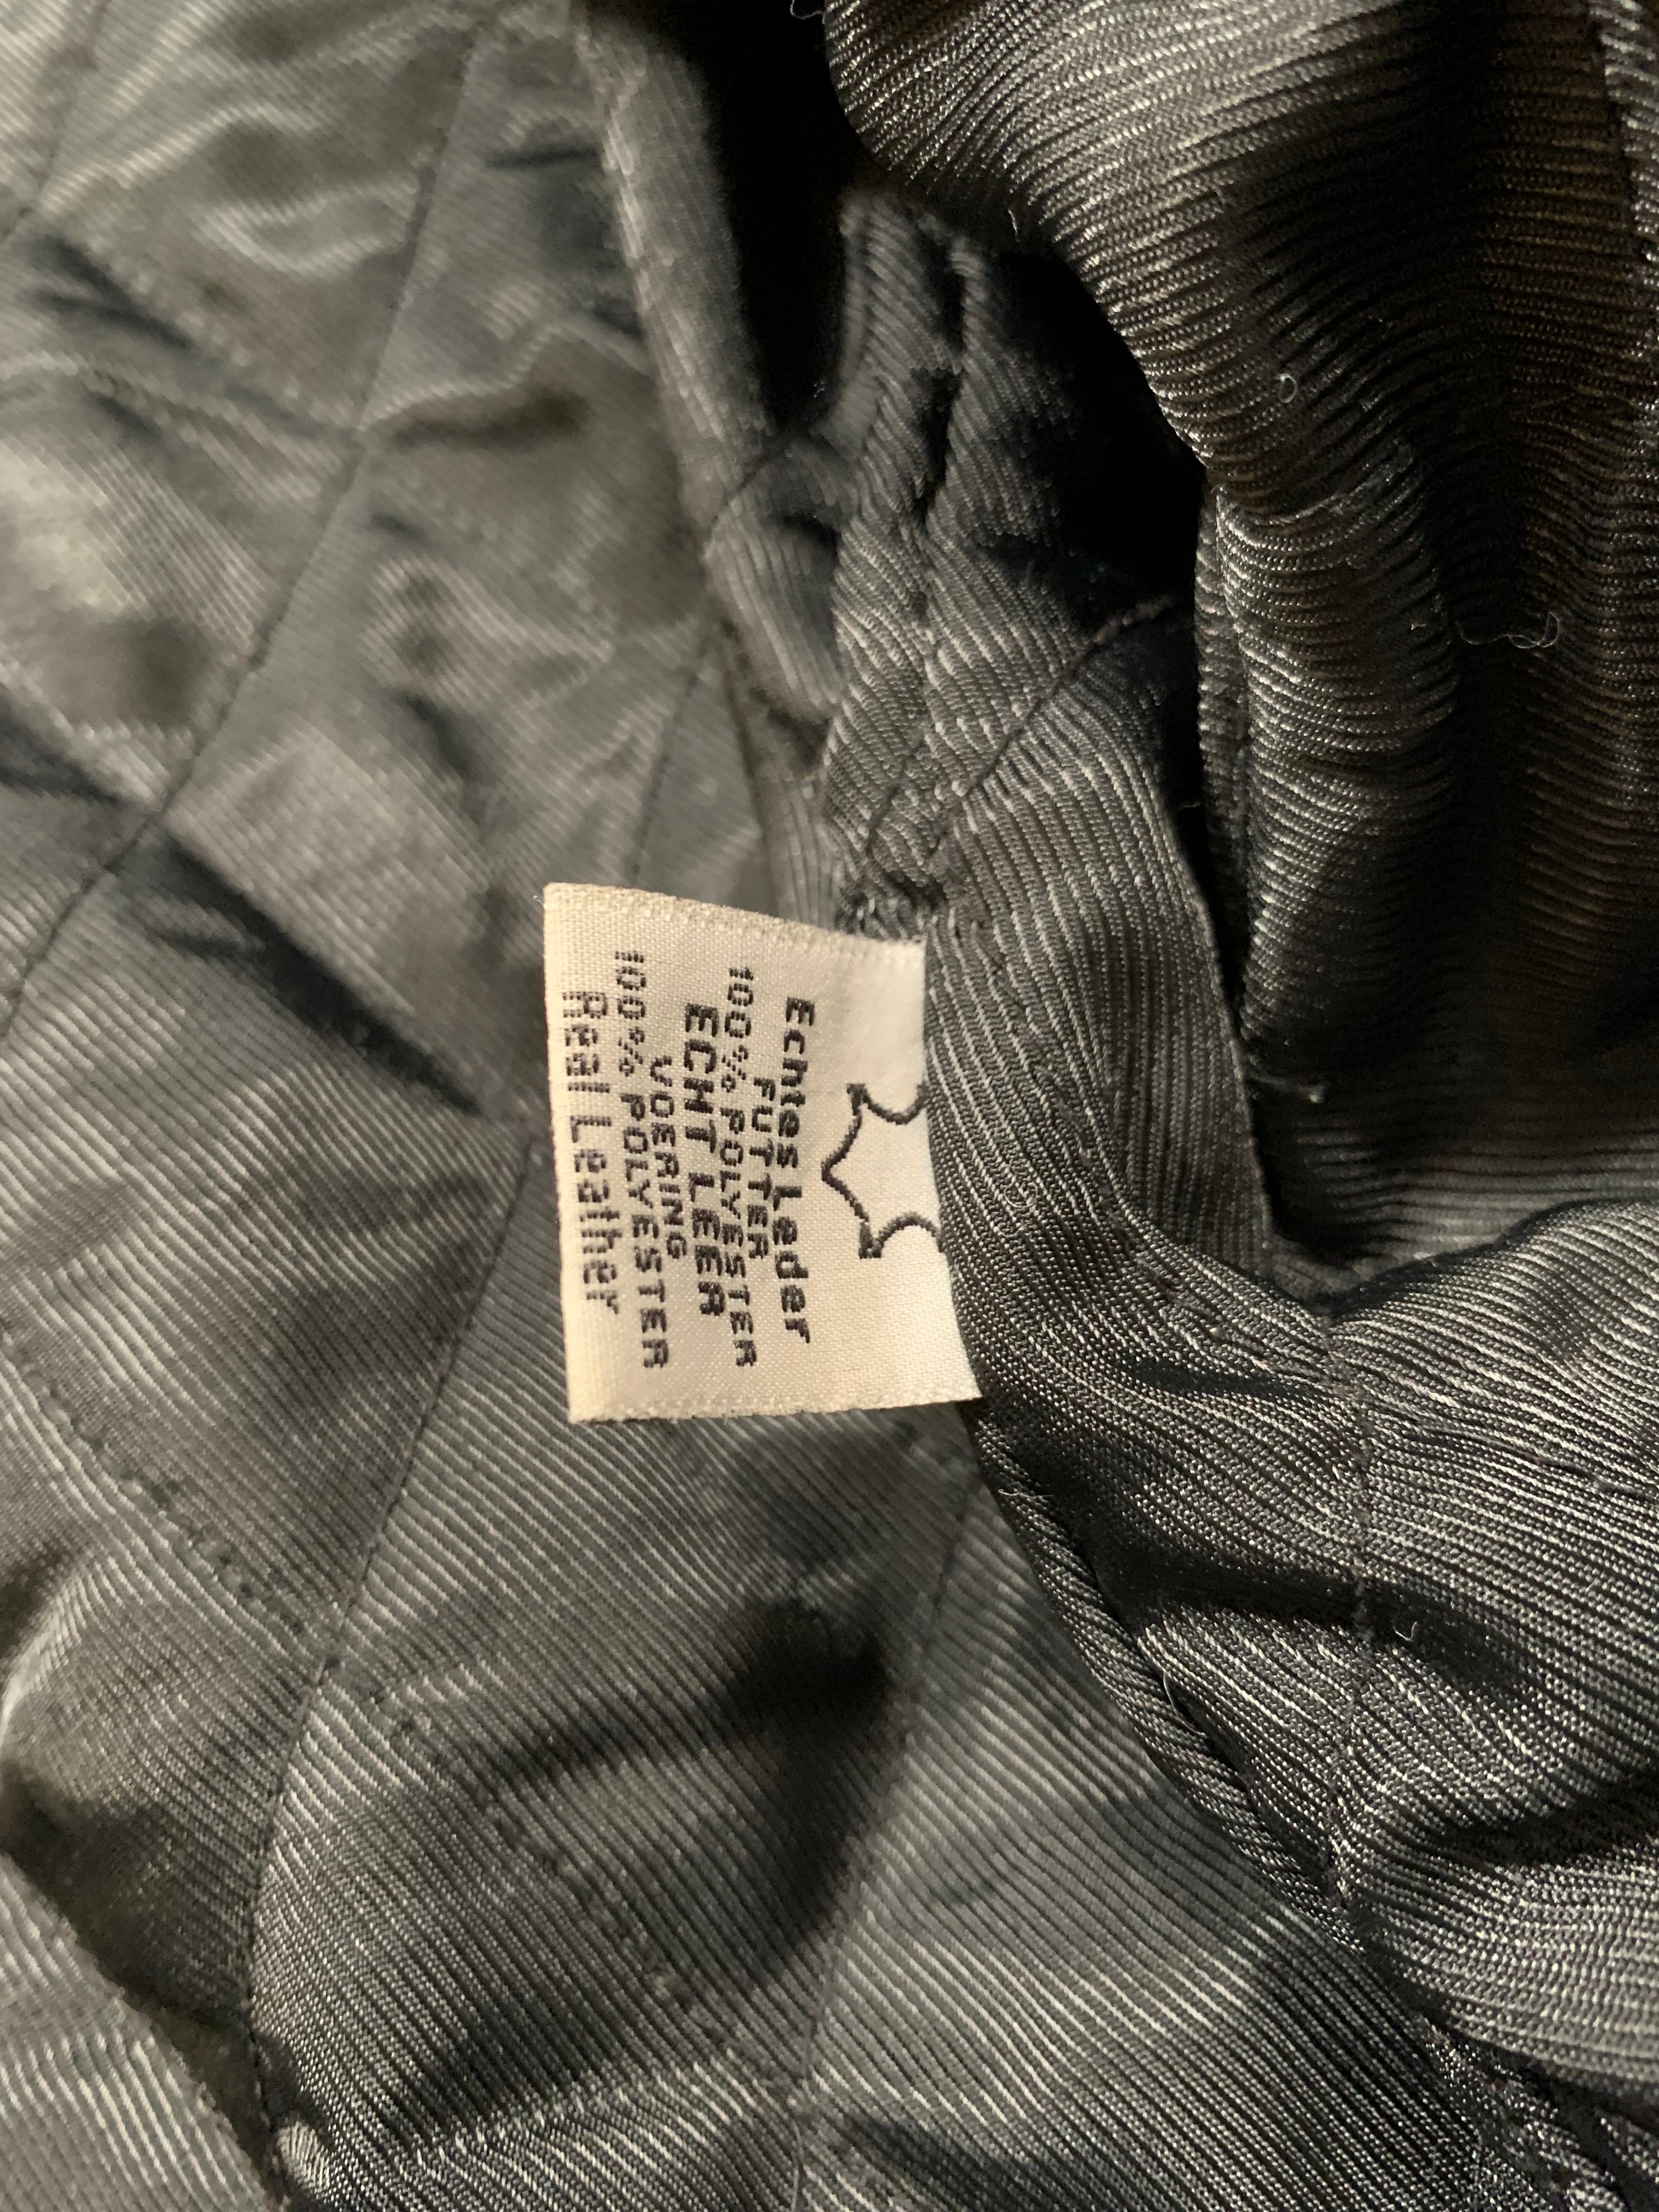 Echtes Leder
FUTTER
100% POLYESTER
ECHT LEER
VOERING
100% POLYESTER
Real Leather